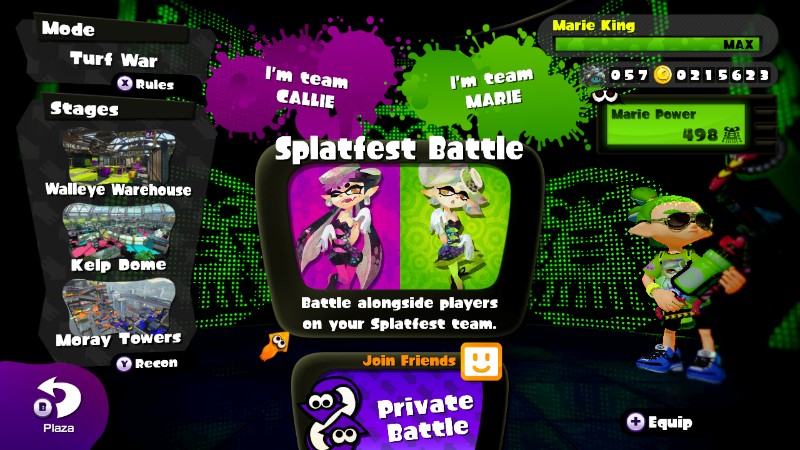 Mode
Turf War
X Rules
Stages
Walleye Warehouse
Kelp Dome
Moray Towers
Y Recon
B
Plaza
I'm team
CALLIE
I'm team
MARIE
Splatfest Battle
Battle alongside players
on your Splatfest team.
Join Friends
Private
Battle
Marie King
MAX
057 0215623
Marie Power
498
+ Equip